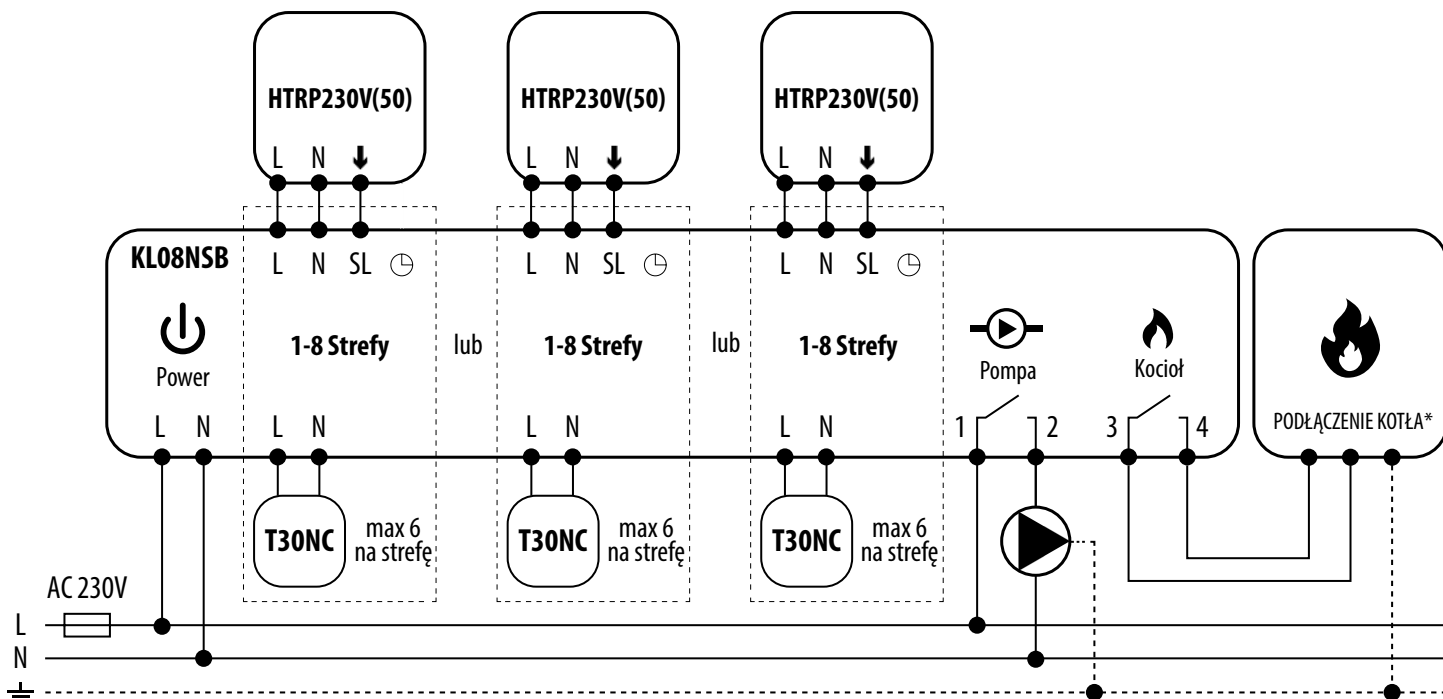 HTRP230V(50) HTRP230V(50) HTRP230V(50)
L N L N L N
KL08NSB
L N SL L N SL L N SL
1-8 Strefy lub 1-8 Strefy lub 1-8 Strefy
Power
Pompa
Kocioł
PODŁĄCZENIE KOTŁA*
L N L N L N L N 1 2 3 4
T30NC max 6 na strefę
T30NC max 6 na strefę
T30NC max 6 na strefę
AC 230V
L
N